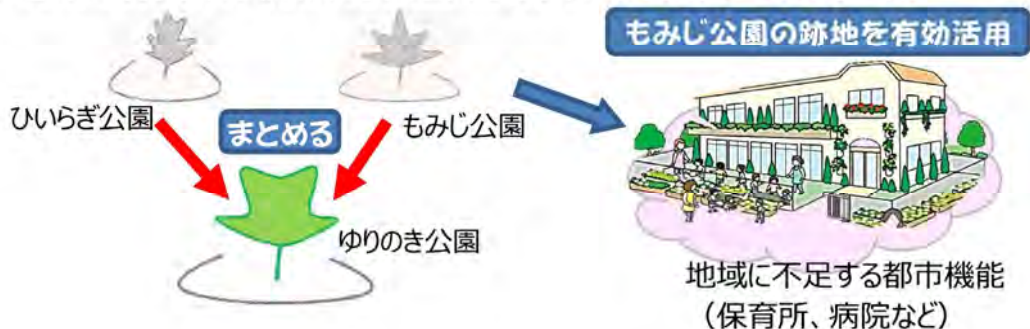 ひいらぎ公園
もみじ公園
まとめる
ゆりのき公園
もみじ公園の跡地を有効活用
地域に不足する都市機能
（保育所、病院など）